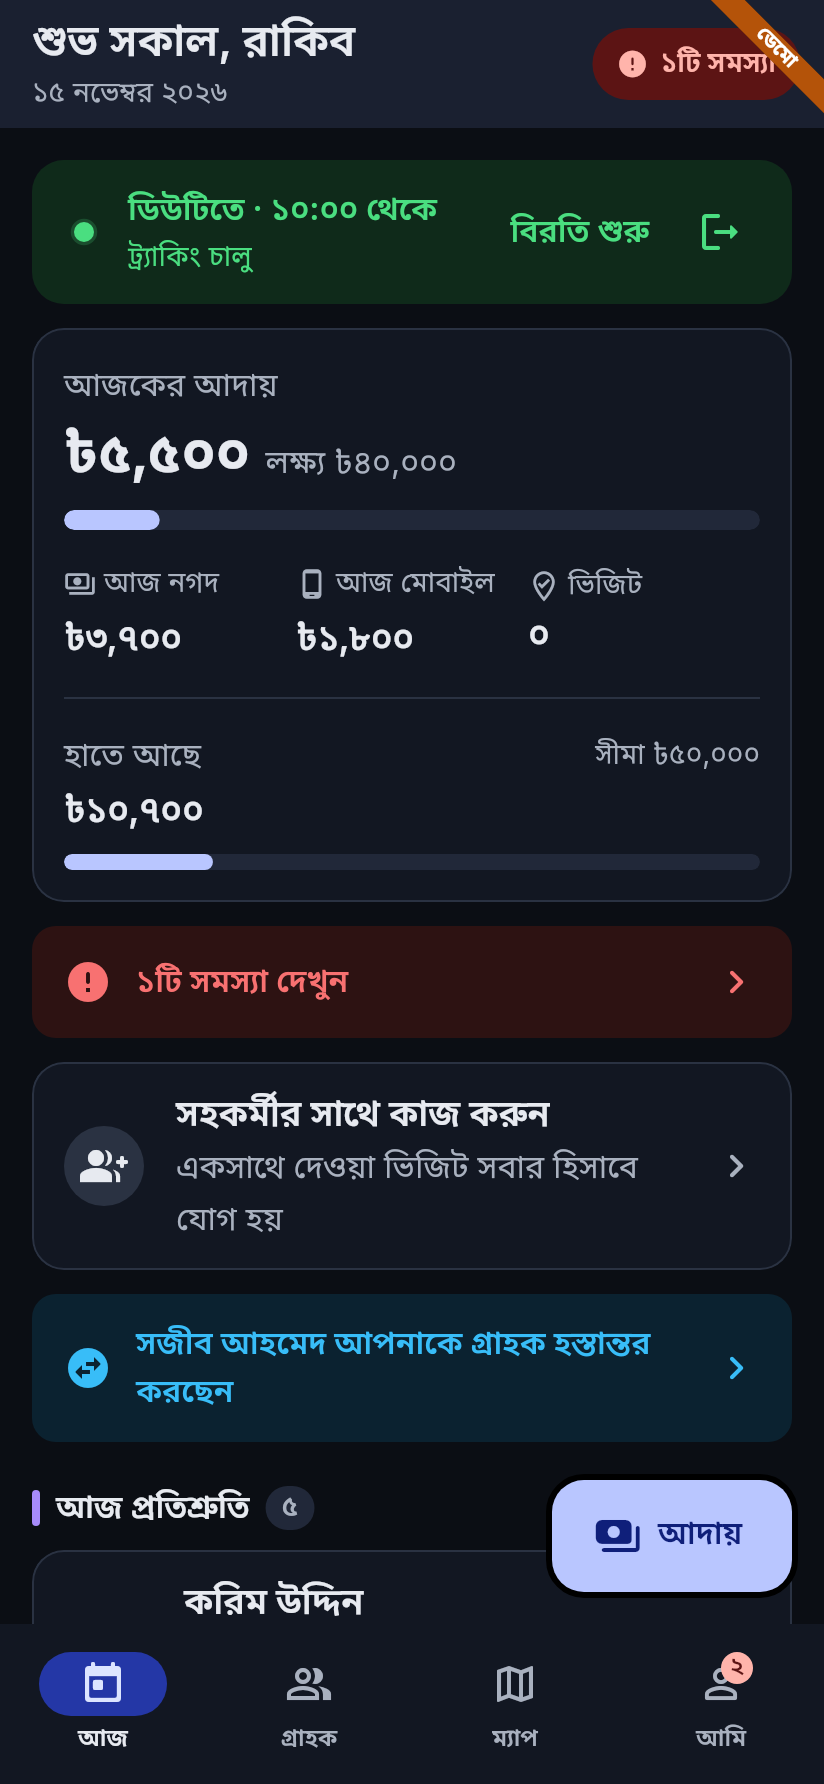 শুভ সকাল, রাকিব
১৫ নভেম্বর ২০২৬
১টি সমস্যা
ডেমো
ডিউটিতে · ১০:০০ থেকে
ট্র্যাকিং চালু
বিরতি শুরু
আজকের আদায়
৳৫,৫০০ লক্ষ্য ৳৪০,০০০
আজ নগদ
আজ মোবাইল
ভিজিট
৳৩,৭০০
৳১,৮০০
০
হাতে আছে
সীমা ৳৫০,০০০
৳১০,৭০০
১টি সমস্যা দেখুন
সহকর্মীর সাথে কাজ করুন
একসাথে দেওয়া ভিজিট সবার হিসাবে
যোগ হয়
সজীব আহমেদ আপনাকে গ্রাহক হস্তান্তর
করছেন
আজ প্রতিশ্রুতি ৫
আদায়
করিম উদ্দিন
২
আজ
গ্রাহক
ম্যাপ
আমি